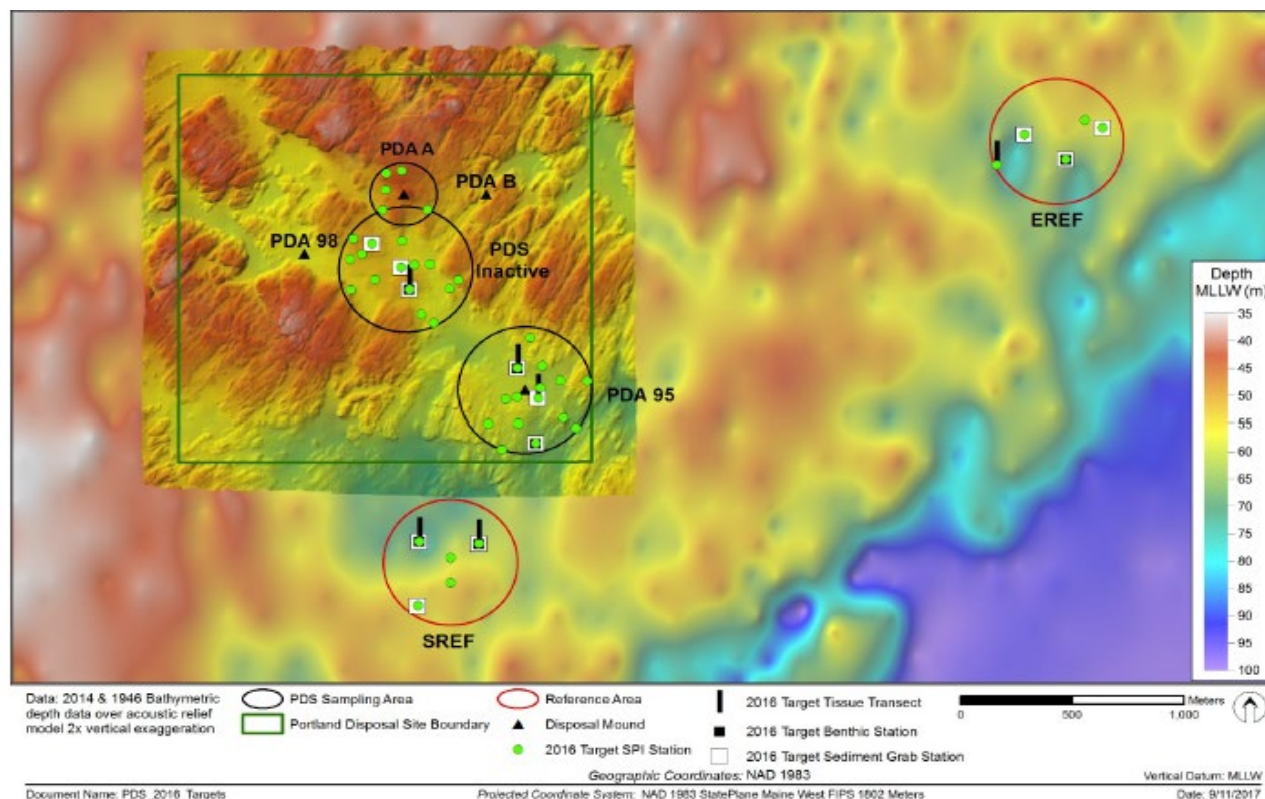 PDA A
PDA B
PDA 98
PDS
Inactive
PDA 95
EREF
SREF
Depth
MLLW (m)
35
40
45
50
55
60
65
70
75
80
85
90
95
100
Data: 2014 & 1946 Bathymetric
depth data over acoustic relief
model 2x vertical exaggeration
PDS Sampling Area
Portland Disposal Site Boundary
Reference Area
Disposal Mound
2016 Target SPI Station
2016 Target Tissue Transect
2016 Target Benthic Station
2016 Target Sediment Grab Station
Meters
0 500 1,000
Geographic Coordinates: NAD 1983
Vertical Datum: MLLW
Document Name: PDS_2016_Targets
Projected Coordinate System: NAD 1983 StatePlane Maine West FIPS 1802 Meters
Date: 9/11/2017